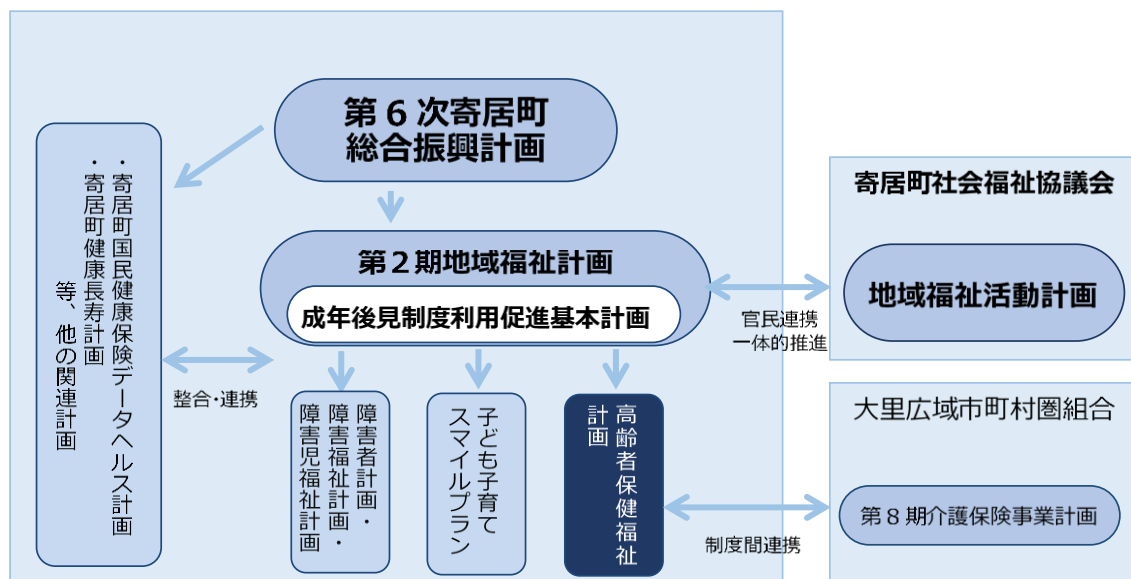 第６次寄居町
総合振興計画
・寄居町国民健康保険データヘルス計画
・寄居町健康長寿計画
等、他の関連計画
第２期地域福祉計画
成年後見制度利用促進基本計画
整合・連携
官民連携
一体的推進
寄居町社会福祉協議会
地域福祉活動計画
障害者計画・
障害福祉計画・
障害児福祉計画
子ども子育て
スマイルプラン
高齢者保健福祉
計画
制度間連携
大里広域市町村圏組合
第８期介護保険事業計画